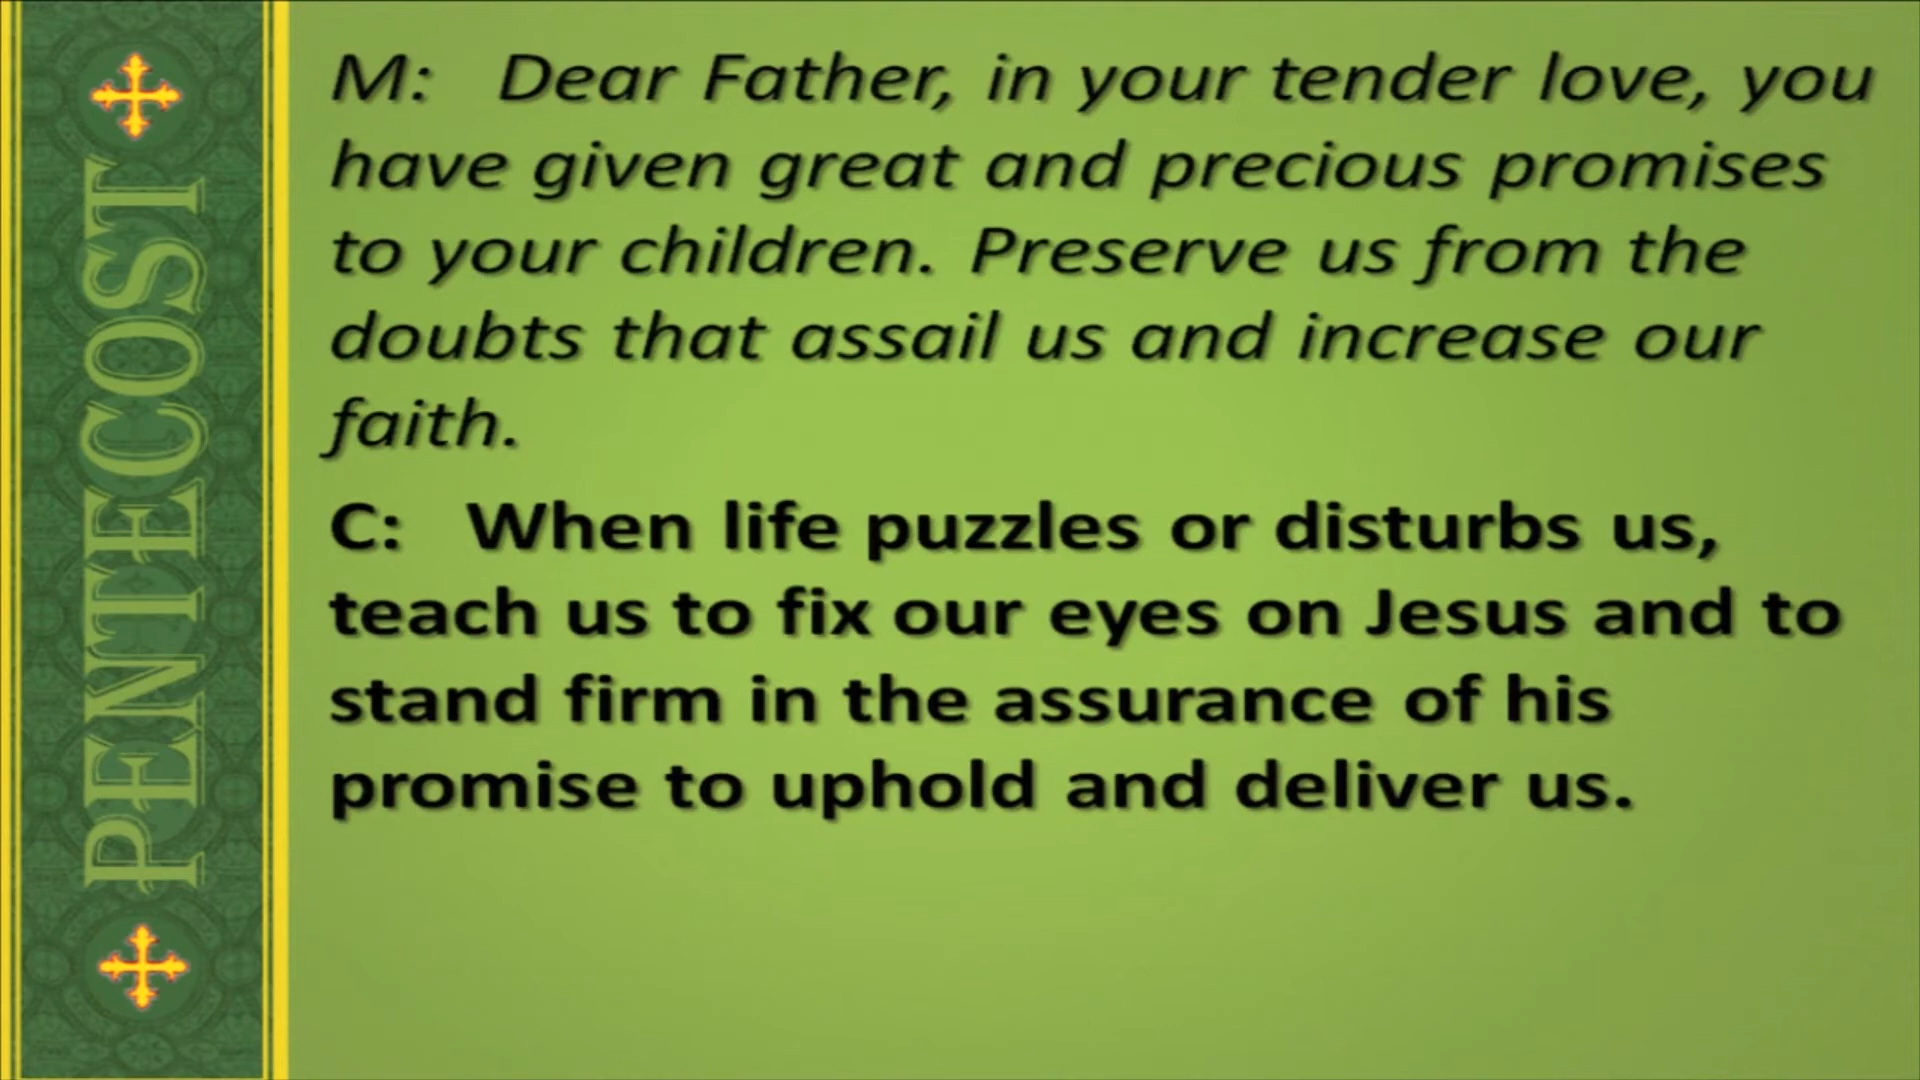 PENTECOST
M: Dear Father, in your tender love, you
have given great and precious promises
to your children. Preserve us from the
doubts that assail us and increase our
faith.
C: When life puzzles or disturbs us,
teach us to fix our eyes on Jesus and to
stand firm in the assurance of his
promise to uphold and deliver us.